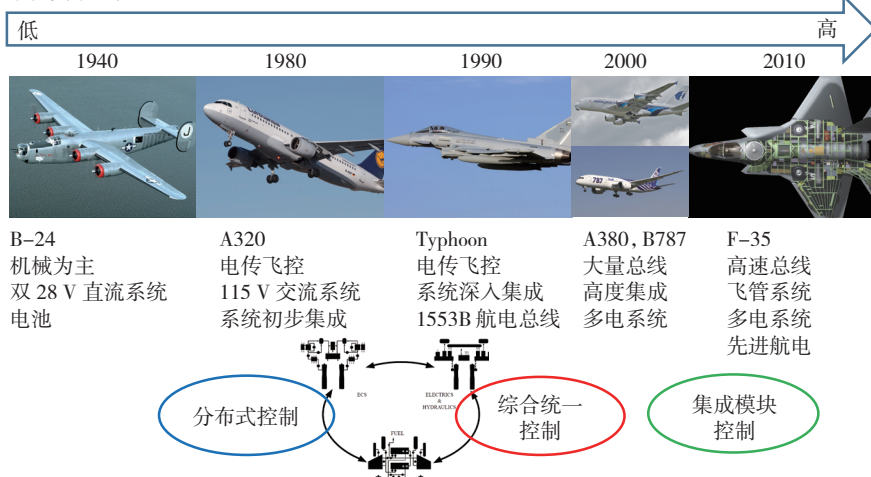 低
高
1940
1980
1990
2000
2010
787
B-24
机械为主
双 28 V 直流系统
电池
A320
电传飞控
115 V 交流系统
系统初步集成
Typhoon
电传飞控
系统深入集成
1553B 航电总线
A380, B787
大量总线
高度集成
多电系统
F-35
高速总线
飞管系统
多电系统
先进航电
ECS
ELECTRICS
&
HYDRAULICS
FUEL
分布式控制
综合统一
控制
集成模块
控制